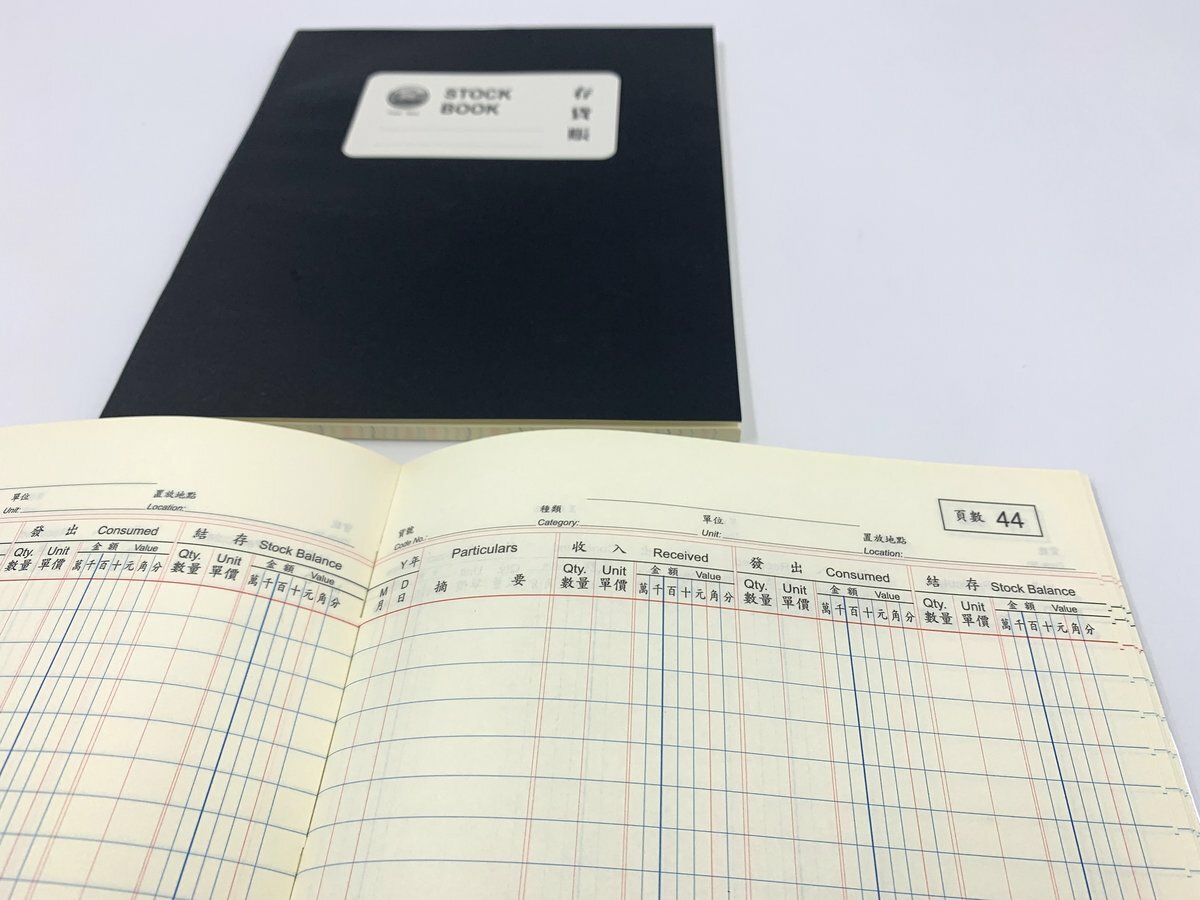 STOCK
BOOK
存貨賬
單位
Unit:
置放地點
Location:
發 出 Consumed
結 存 Stock Balance
Qty. Unit 金 額 Value
數量 單價 萬千百十元角分
Qty. Unit 金 額 Value
數量 單價 萬千百十元角分
頁數 44
貨號
Code No.:
種類
Category:
單位
Unit:
置放地點
Location:
Y年
M月 D日
Particulars
摘 要
收 入 Received
Qty. Unit 金 額 Value
數量 單價 萬千百十元角分
發 出 Consumed
Qty. Unit 金 額 Value
數量 單價 萬千百十元角分
結 存 Stock Balance
Qty. Unit 金 額 Value
數量 單價 萬千百十元角分